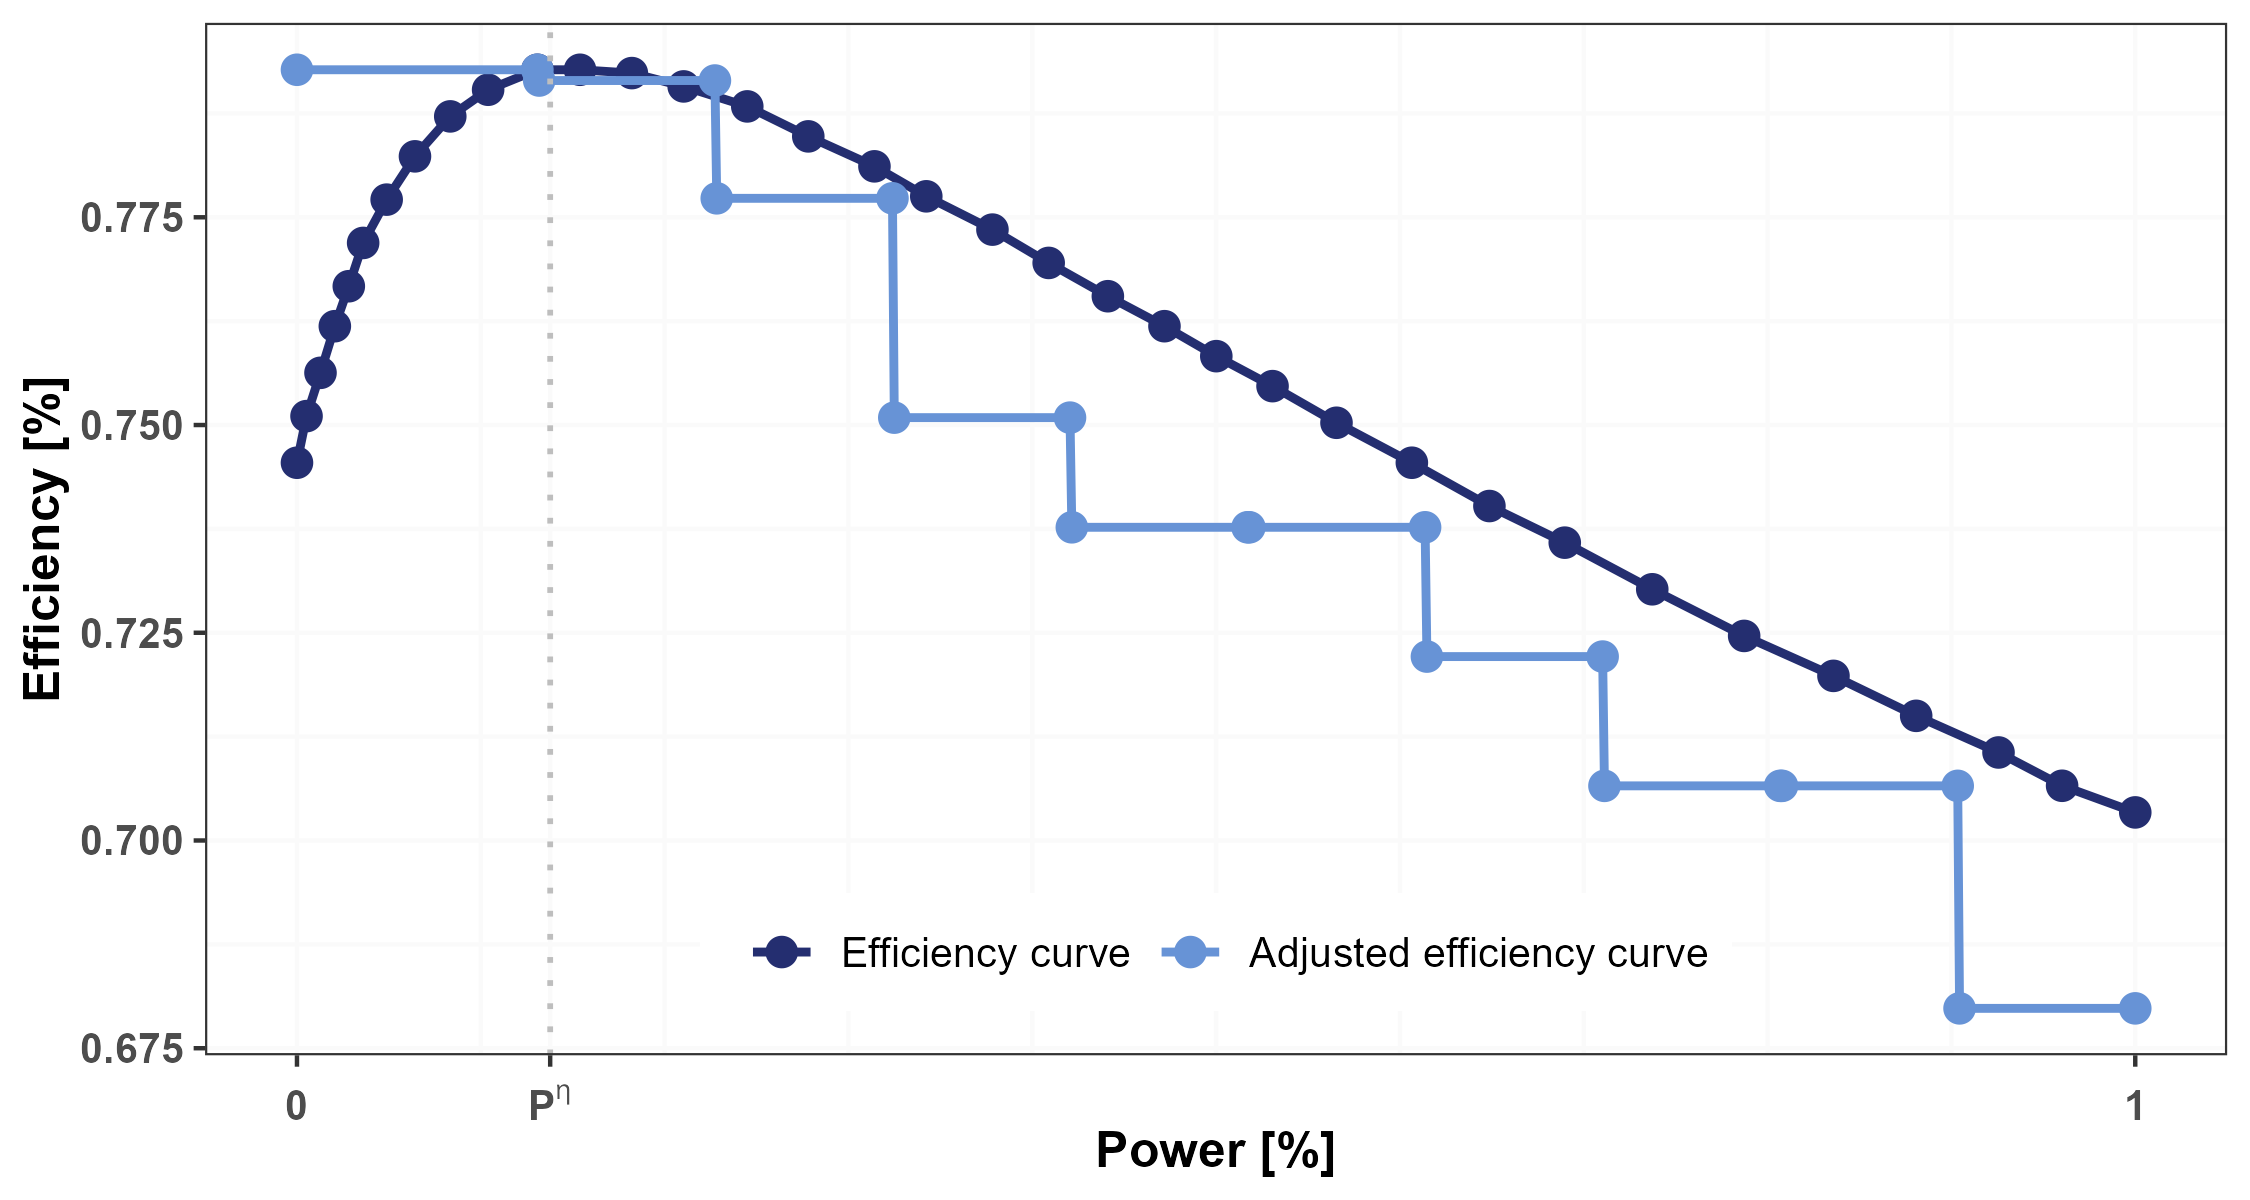 Efficiency [%]
0.775
0.750
0.725
0.700
0.675
Efficiency curve
Adjusted efficiency curve
0
P^η
1
Power [%]